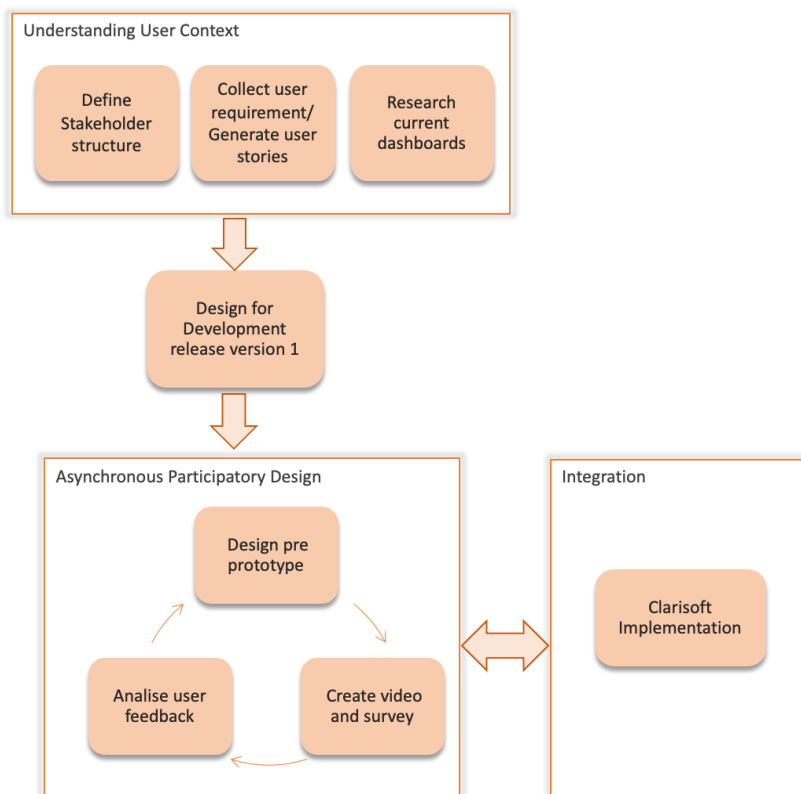 Understanding User Context
Define
Stakeholder
structure
Collect user
requirement/
Generate user
stories
Research
current
dashboards
Design for
Development
release version 1
Asynchronous Participatory Design
Design pre
prototype
Analise user
feedback
Create video
and survey
Integration
Clarisoft
Implementation